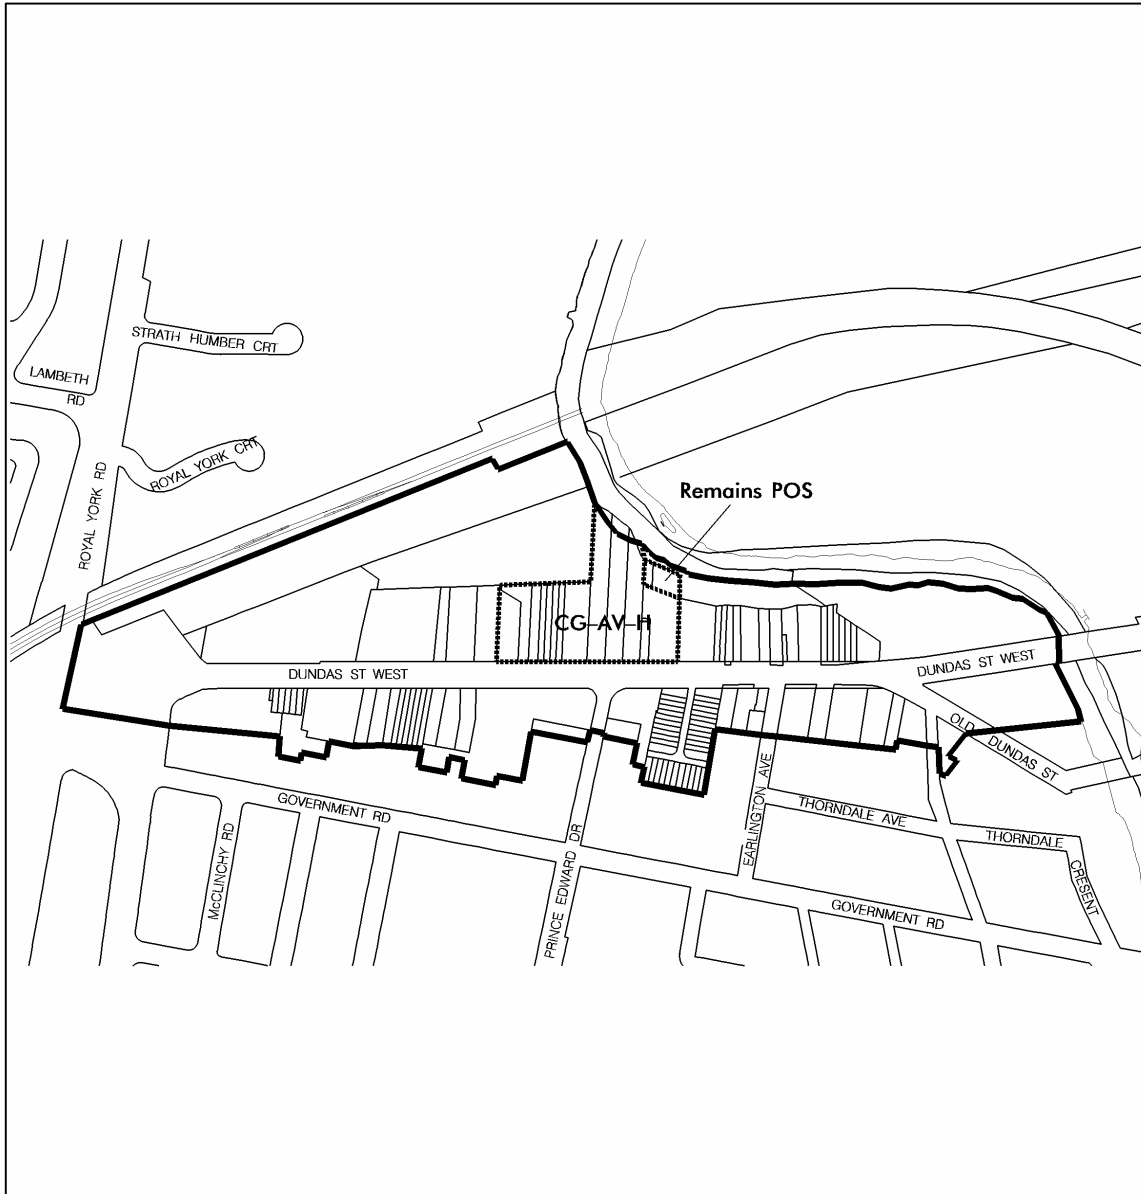 STRATH HUMBER CRT
LAMBETH
RD
ROYAL YORK CRT
ROYAL YORK RD
Remains POS
CG-AV-H
DUNDAS ST WEST
DUNDAS ST WEST
OLD DUNDAS ST
GOVERNMENT RD
McCLINCHY RD
PRINCE EDWARD DR
EARLINGTON AVE
THORNDALE AVE
THORNDALE
CRESENT
GOVERNMENT RD